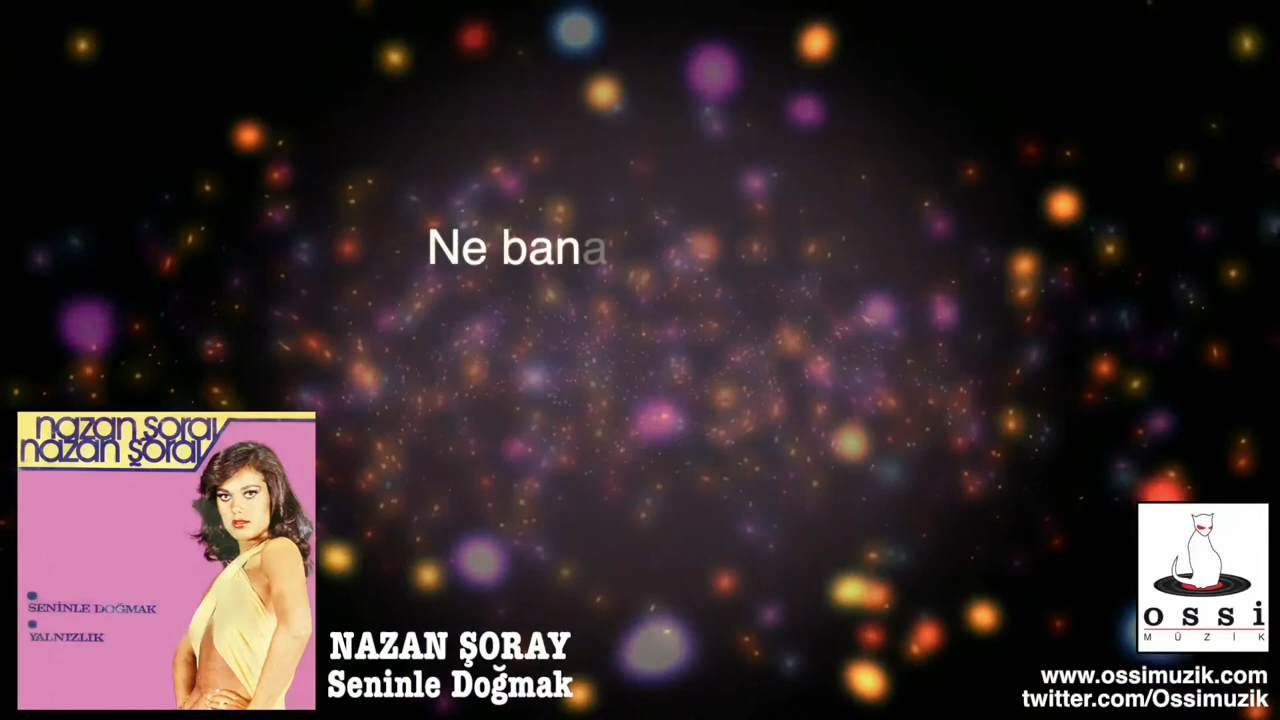 Ne bana
nazan şoray
nazan şoray
SENİNLE DOĞMAK
YALNIZLIK
NAZAN ŞORAY
Seninle Doğmak
OSSİ
MÜZİK
www.ossimuzik.com
twitter.com/Ossimuzik